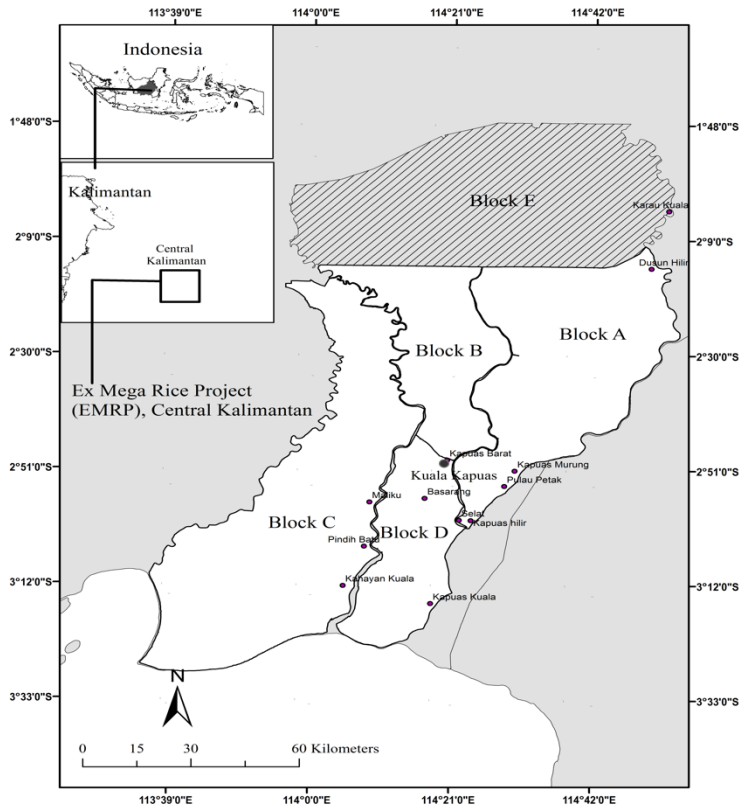 113°39'0"E 114°0'0"E 114°21'0"E 114°42'0"E
Indonesia
1°48'0"S 1°48'0"S
Kalimantan
Block E
Karau Kuala
2°9'0"S 2°9'0"S
Central
Kalimantan
Dusun Hilir
Block A
Block B
2°30'0"S 2°30'0"S
Ex Mega Rice Project
(EMRP), Central Kalimantan
Kapuas Barat
2°51'0"S 2°51'0"S
Kuala Kapuas
Kapuas Murung
Pulau Petak
Maliku
Basarang
Block C
Selat
Kapuas hilir
Block D
Pindih Batu
3°12'0"S 3°12'0"S
Kahayan Kuala
Kapuas Kuala
N
3°33'0"S 3°33'0"S
0 15 30 60 Kilometers
113°39'0"E 114°0'0"E 114°21'0"E 114°42'0"E